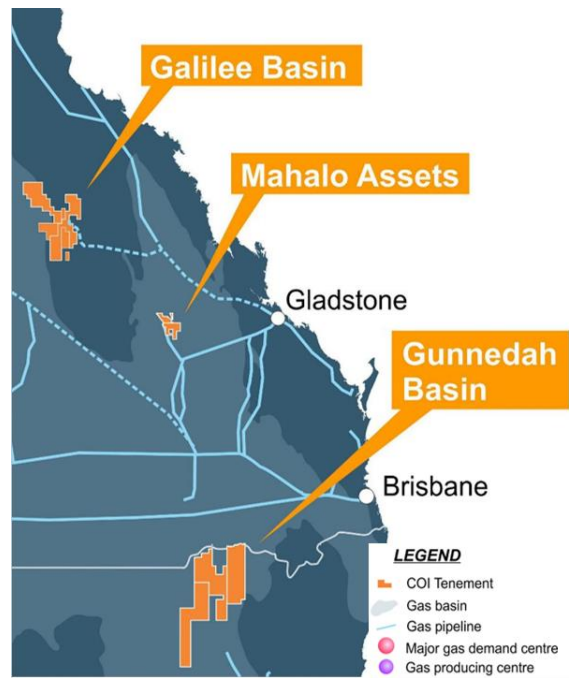 Galilee Basin
Mahalo Assets
Gladstone
Gunnedah
Basin
Brisbane
LEGEND
COI Tenement
Gas basin
Gas pipeline
Major gas demand centre
Gas producing centre